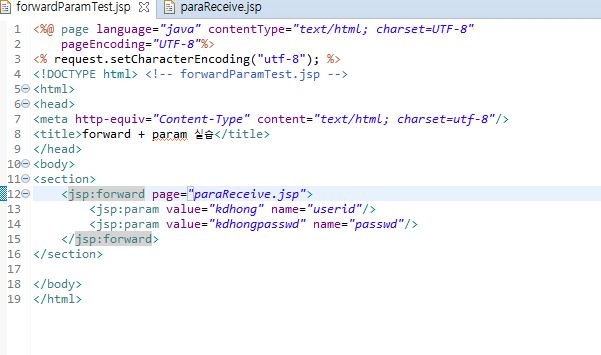 forwardParamTest.jsp paraReceive.jsp
1 <%@ page language="java" contentType="text/html; charset=UTF-8"
2 pageEncoding="UTF-8"%>
3 <% request.setCharacterEncoding("utf-8"); %>
4 <!DOCTYPE html> <!-- forwardParamTest.jsp -->
5 <html>
6 <head>
7 <meta http-equiv="Content-Type" content="text/html; charset=utf-8"/>
8 <title>forward + param 실습</title>
9 </head>
10 <body>
11 <section>
12 <jsp:forward page="paraReceive.jsp">
13 <jsp:param value="kdhong" name="userid"/>
14 <jsp:param value="kdhongpasswd" name="passwd"/>
15 </jsp:forward>
16 </section>
17
18 </body>
19 </html>